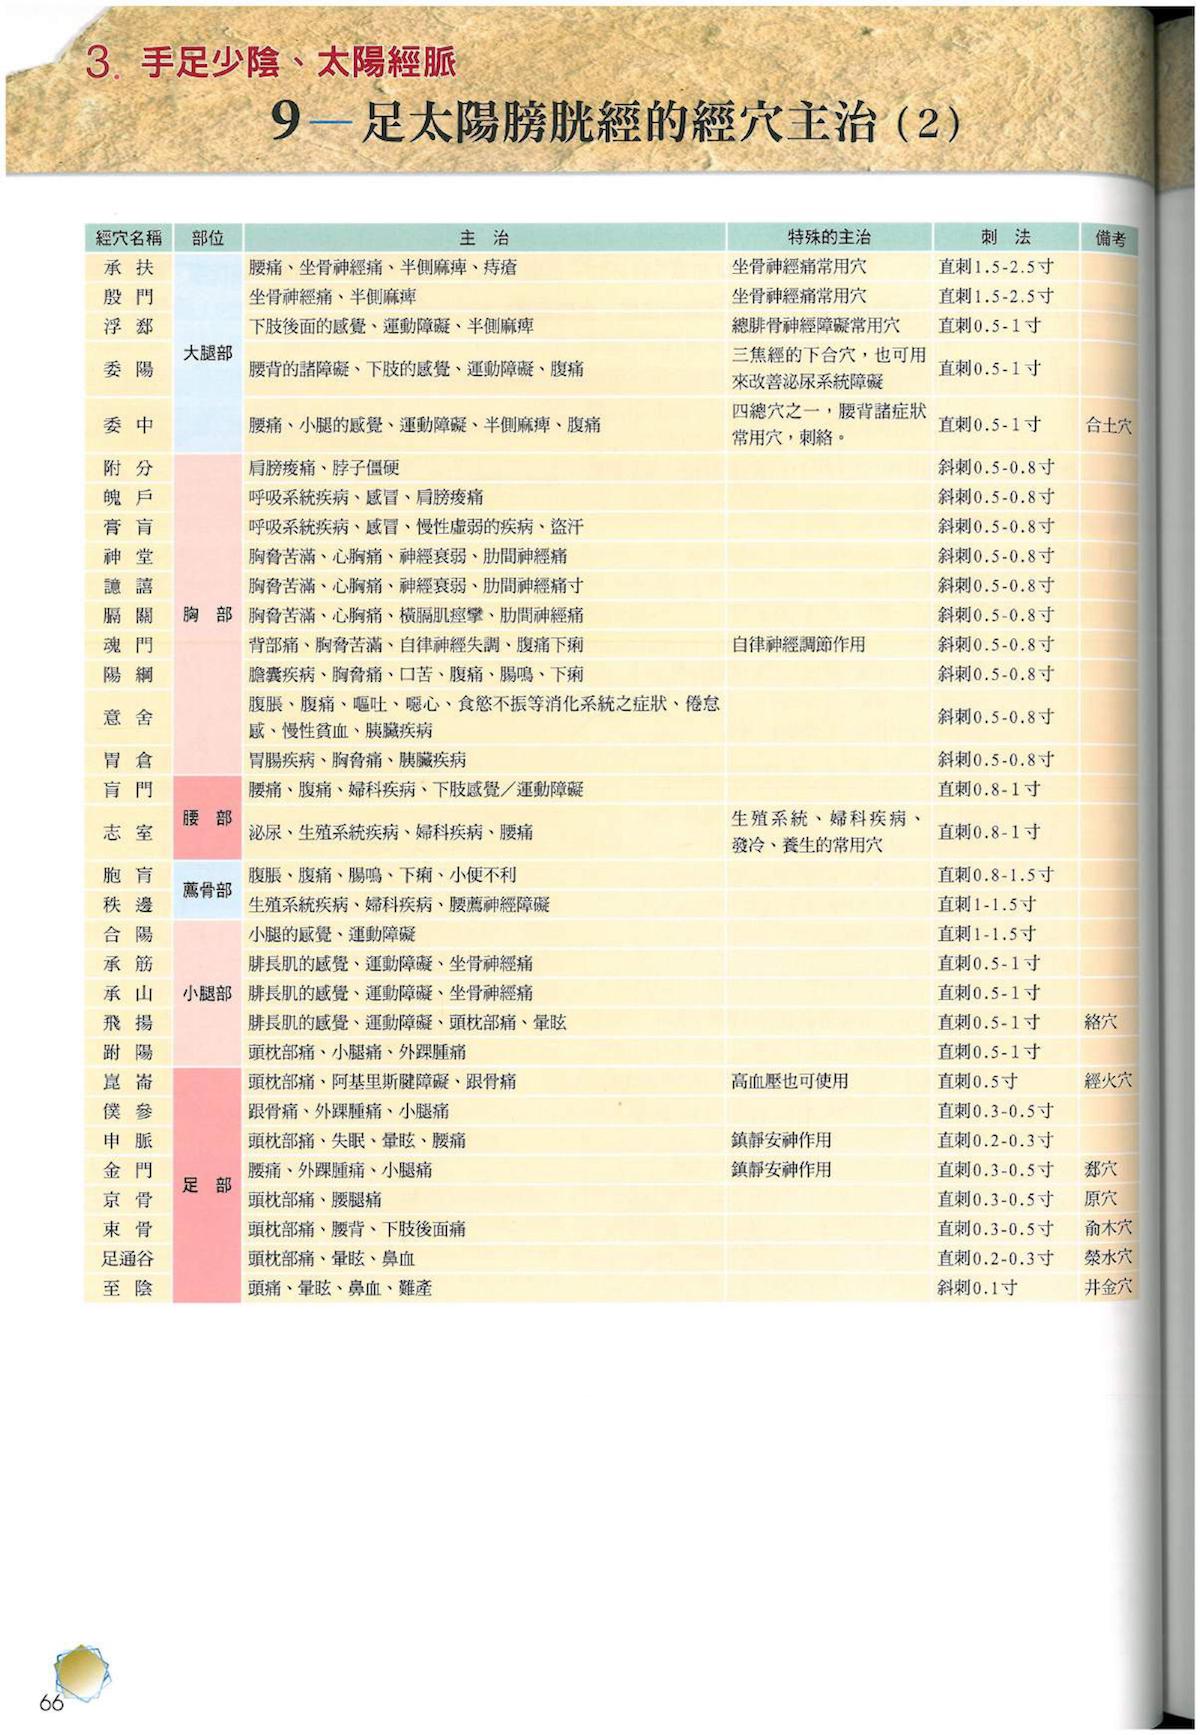 3. 手足少陰、太陽經脈
9—足太陽膀胱經的經穴主治(2)
經穴名稱 部位 主 治 特殊的主治 刺 法 備考
承 扶 腰痛、坐骨神經痛、半側麻痺、痔瘡 坐骨神經痛常用穴 直刺1.5-2.5寸
殷 門 坐骨神經痛、半側麻痺 坐骨神經痛常用穴 直刺1.5-2.5寸
浮 郄 下肢後面的感覺、運動障礙、半側麻痺 總腓骨神經障礙常用穴 直刺0.5-1寸
大腿部
委 陽 腰背的諸障礙、下肢的感覺、運動障礙、腹痛 三焦經的下合穴，也可用 直刺0.5-1寸
來改善泌尿系統障礙
委 中 腰痛、小腿的感覺、運動障礙、半側麻痺、腹痛 四總穴之一，腰背諸症狀 直刺0.5-1寸 合土穴
常用穴，刺絡。
附 分 肩膀痠痛、脖子僵硬 斜刺0.5-0.8寸
魄 戶 呼吸系統疾病、感冒、肩膀痠痛 斜刺0.5-0.8寸
膏 肓 呼吸系統疾病、感冒、慢性虛弱的疾病、盜汗 斜刺0.5-0.8寸
神 堂 胸脅苦滿、心胸痛、神經衰弱、肋間神經痛 斜刺0.5-0.8寸
譩 譆 胸脅苦滿、心胸痛、神經衰弱、肋間神經痛寸 斜刺0.5-0.8寸
膈 關 胸 部 胸脅苦滿、心胸痛、橫膈肌痙攣、肋間神經痛 斜刺0.5-0.8寸
魂 門 背部痛、胸脅苦滿、自律神經失調、腹痛下痢 自律神經調節作用 斜刺0.5-0.8寸
陽 綱 膽囊疾病、胸脅痛、口苦、腹痛、腸鳴、下痢 斜刺0.5-0.8寸
意 舍 腹脹、腹痛、嘔吐、噁心、食慾不振等消化系統之症狀、倦怠 斜刺0.5-0.8寸
感、慢性貧血、胰臟疾病
胃 倉 胃腸疾病、胸脅痛、胰臟疾病 斜刺0.5-0.8寸
肓 門 腰痛、腹痛、婦科疾病、下肢感覺／運動障礙 直刺0.8-1寸
腰 部
志 室 泌尿、生殖系統疾病、婦科疾病、腰痛 生殖系統、婦科疾病、 直刺0.8-1寸
發冷、養生的常用穴
胞 肓 腹脹、腹痛、腸鳴、下痢、小便不利 直刺0.8-1.5寸
薦骨部
秩 邊 生殖系統疾病、婦科疾病、腰薦神經障礙 直刺1-1.5寸
合 陽 小腿的感覺、運動障礙 直刺1-1.5寸
承 筋 腓長肌的感覺、運動障礙、坐骨神經痛 直刺0.5-1寸
承 山 小腿部 腓長肌的感覺、運動障礙、坐骨神經痛 直刺0.5-1寸
飛 揚 腓長肌的感覺、運動障礙、頭枕部痛、暈眩 直刺0.5-1寸 絡穴
跗 陽 頭枕部痛、小腿痛、外踝腫痛 直刺0.5-1寸
崑 崙 頭枕部痛、阿基里斯腱障礙、跟骨痛 高血壓也可使用 直刺0.5寸 經火穴
僕 參 跟骨痛、外踝腫痛、小腿痛 直刺0.3-0.5寸
申 脈 頭枕部痛、失眠、暈眩、腰痛 鎮靜安神作用 直刺0.2-0.3寸
金 門 腰痛、外踝腫痛、小腿痛 鎮靜安神作用 直刺0.3-0.5寸 郄穴
足 部
京 骨 頭枕部痛、腰腿痛 直刺0.3-0.5寸 原穴
束 骨 頭枕部痛、腰背、下肢後面痛 直刺0.3-0.5寸 俞木穴
足通谷 頭枕部痛、暈眩、鼻血 直刺0.2-0.3寸 滎水穴
至 陰 頭痛、暈眩、鼻血、難產 斜刺0.1寸 井金穴
66